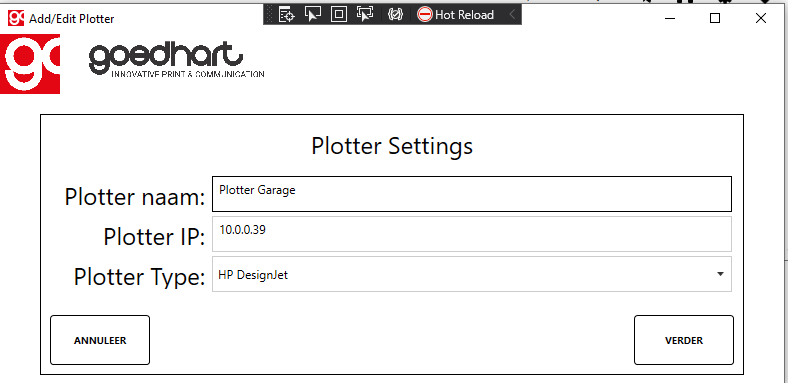 Add/Edit Plotter
Hot Reload
go
goedhart
INNOVATIVE PRINT & COMMUNICATION
Plotter Settings
Plotter naam: Plotter Garage
Plotter IP: 10.0.0.39
Plotter Type: HP DesignJet
ANNULEER VERDER